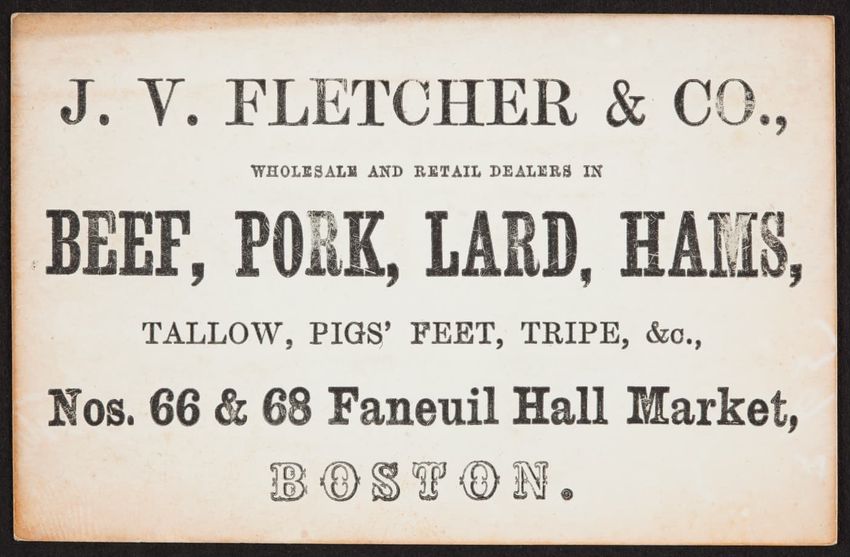 J. V. FLETCHER & CO.,
WHOLESALE AND RETAIL DEALERS IN
BEEF, PORK, LARD, HAMS,
TALLOW, PIGS' FEET, TRIPE, &c.,
Nos. 66 & 68 Faneuil Hall Market,
BOSTON.